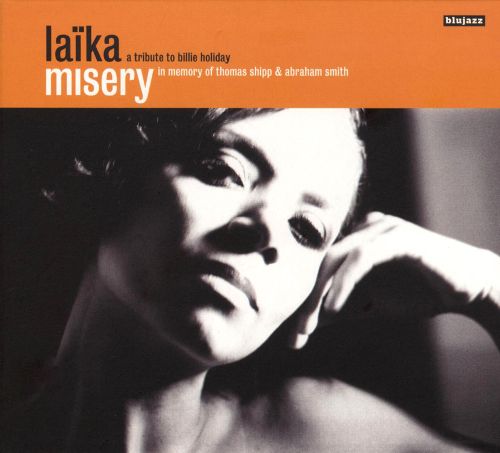 blujazz
laïka a tribute to billie holiday
misery in memory of thomas shipp & abraham smith